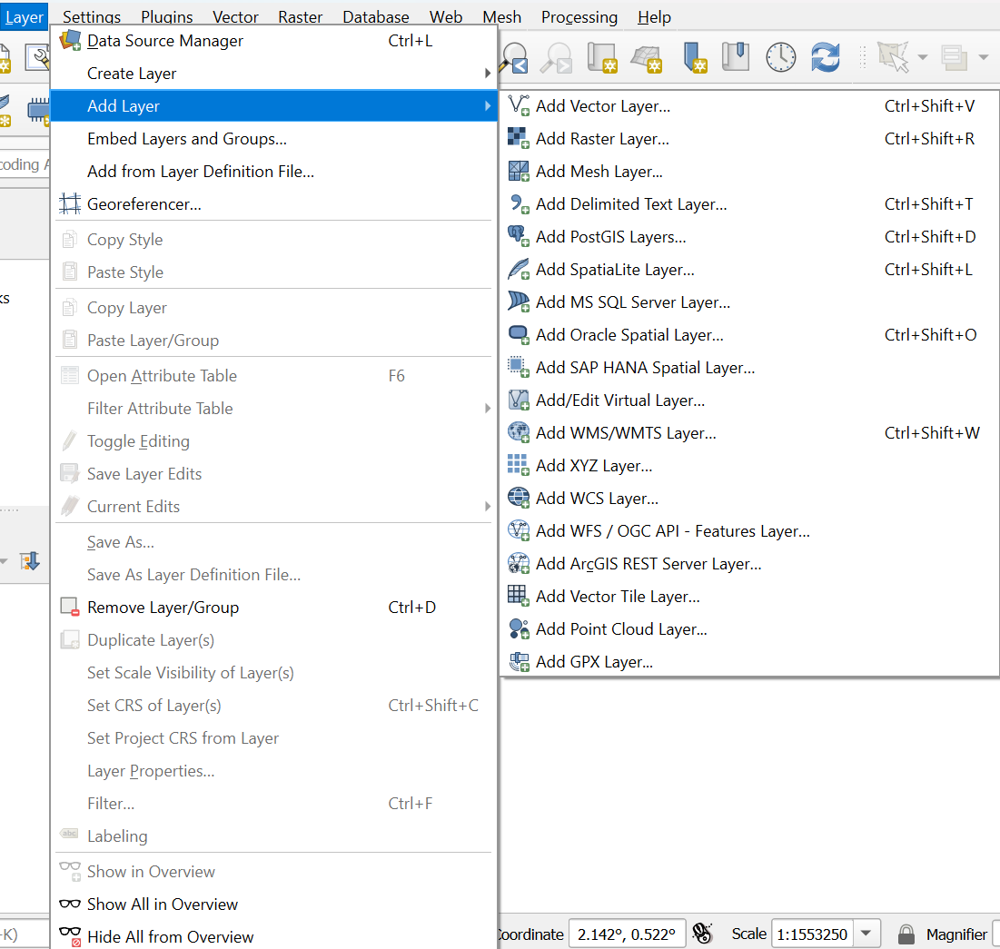 Layer Settings Plugins Vector Raster Database Web Mesh Processing Help
Data Source Manager Ctrl+L
Create Layer
Add Layer
Embed Layers and Groups...
Add from Layer Definition File...
Georeferencer...
Copy Style
Paste Style
Copy Layer
Paste Layer/Group
Open Attribute Table F6
Filter Attribute Table
Toggle Editing
Save Layer Edits
Current Edits
Save As...
Save As Layer Definition File...
Remove Layer/Group Ctrl+D
Duplicate Layer(s)
Set Scale Visibility of Layer(s)
Set CRS of Layer(s) Ctrl+Shift+C
Set Project CRS from Layer
Layer Properties...
Filter... Ctrl+F
abc Labeling
Show in Overview
Show All in Overview
Hide All from Overview
Add Vector Layer... Ctrl+Shift+V
Add Raster Layer... Ctrl+Shift+R
Add Mesh Layer...
Add Delimited Text Layer... Ctrl+Shift+T
Add PostGIS Layers... Ctrl+Shift+D
Add SpatiaLite Layer... Ctrl+Shift+L
Add MS SQL Server Layer...
Add Oracle Spatial Layer... Ctrl+Shift+O
Add SAP HANA Spatial Layer...
Add/Edit Virtual Layer...
Add WMS/WMTS Layer... Ctrl+Shift+W
Add XYZ Layer...
Add WCS Layer...
Add WFS / OGC API - Features Layer...
Add ArcGIS REST Server Layer...
Add Vector Tile Layer...
Add Point Cloud Layer...
Add GPX Layer...
coding A
ks
+K)
Coordinate 2.142°, 0.522° Scale 1:1553250 Magnifier